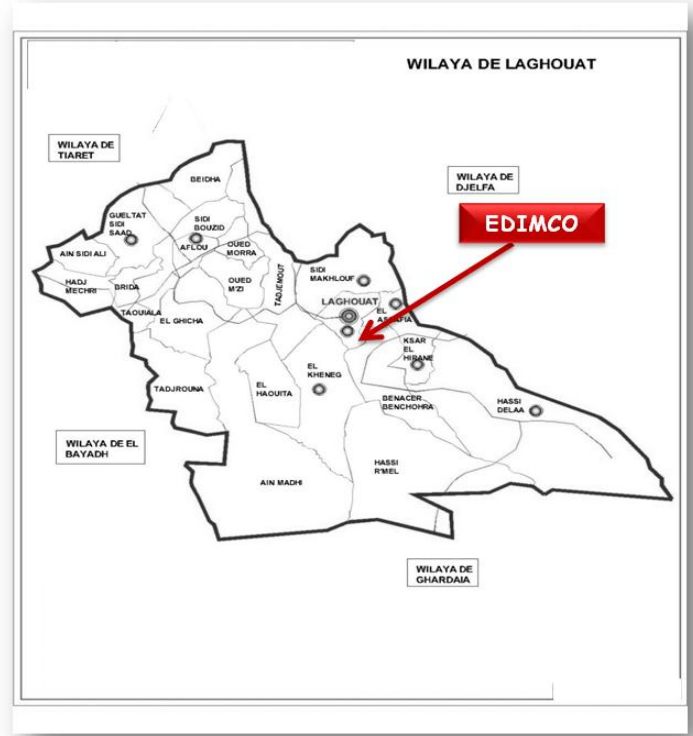 WILAYA DE LAGHOUAT
WILAYA DE
TIARET
WILAYA DE
DJELFA
EDIMCO
BEIDHA
GUELTAT
SIDI
SAAD
SIDI
BOUZID
AFLOU
OUED
MORRA
AIN SIDI ALI
SIDI
MAKHLOUF
HADJ
MECHRI
BRIDA
OUED
M'ZI
TADJEMOUT
LAGHOUAT
TAOUIALA
EL GHICHA
EL
ASSAFIA
KSAR
EL
HIRANE
EL
KHENEG
TADJROUNA
EL
HAOUITA
BENACER
BENCHOHRA
HASSI
DELAA
WILAYA DE EL
BAYADH
HASSI
R'MEL
AIN MADHI
WILAYA DE
GHARDAIA